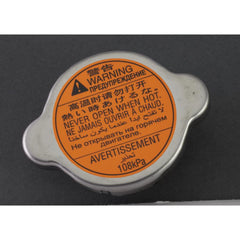 警告
WARNING
ПРЕДУПРЕЖДЕНИЕ
高温时请勿打开
熱い時あけるな。
NEVER OPEN WHEN HOT.
NE JAMAIS OUVRIR À CHAUD.
Не открывать на горячем
двигателе.
AVERTISSEMENT
تحذير
108kPa